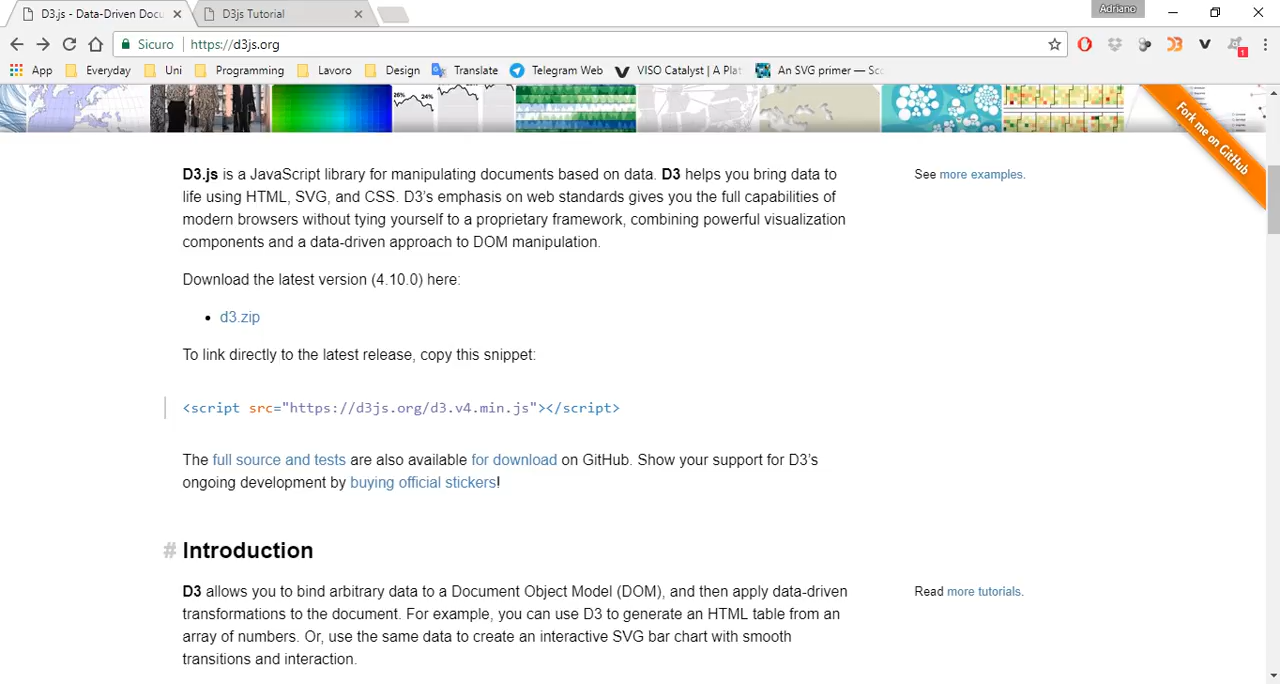 D3.js - Data-Driven Docu
D3js Tutorial
Adriano
Sicuro
https://d3js.org
App
Everyday
Uni
Programming
Lavoro
Design
Translate
Telegram Web
VISO Catalyst | A Plat
An SVG primer — Sc
1
26%
24%
Fork me on GitHub
D3.js is a JavaScript library for manipulating documents based on data. D3 helps you bring data to
life using HTML, SVG, and CSS. D3’s emphasis on web standards gives you the full capabilities of
modern browsers without tying yourself to a proprietary framework, combining powerful visualization
components and a data-driven approach to DOM manipulation.
See more examples.
Download the latest version (4.10.0) here:
• d3.zip
To link directly to the latest release, copy this snippet:
<script src="https://d3js.org/d3.v4.min.js"></script>
The full source and tests are also available for download on GitHub. Show your support for D3’s
ongoing development by buying official stickers!
# Introduction
D3 allows you to bind arbitrary data to a Document Object Model (DOM), and then apply data-driven
transformations to the document. For example, you can use D3 to generate an HTML table from an
array of numbers. Or, use the same data to create an interactive SVG bar chart with smooth
transitions and interaction.
Read more tutorials.